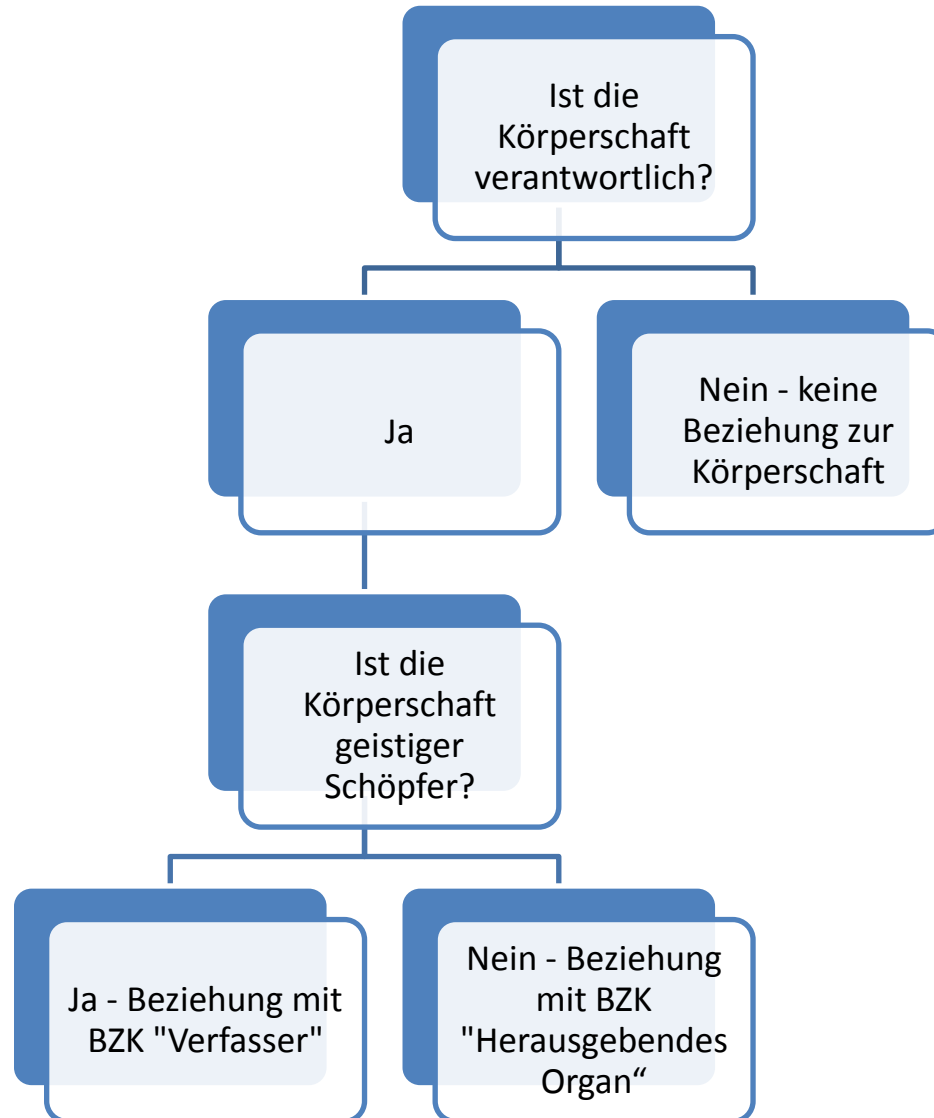 Ist die
Körperschaft
verantwortlich?
Ja
Nein - keine
Beziehung zur
Körperschaft
Ist die
Körperschaft
geistiger
Schöpfer?
Ja - Beziehung mit
BZK "Verfasser"
Nein - Beziehung
mit BZK
"Herausgebendes
Organ“